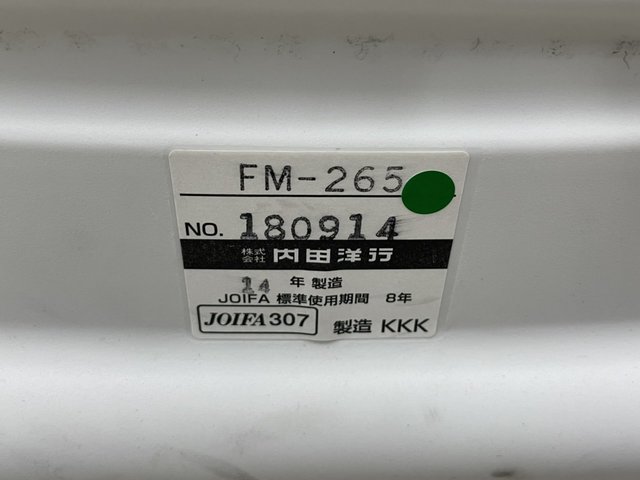 FM-265
NO. 180914
株式会社 内田洋行
14 年 製造
JOIFA 標準使用期間 8年
JOIFA307 製造 KKK